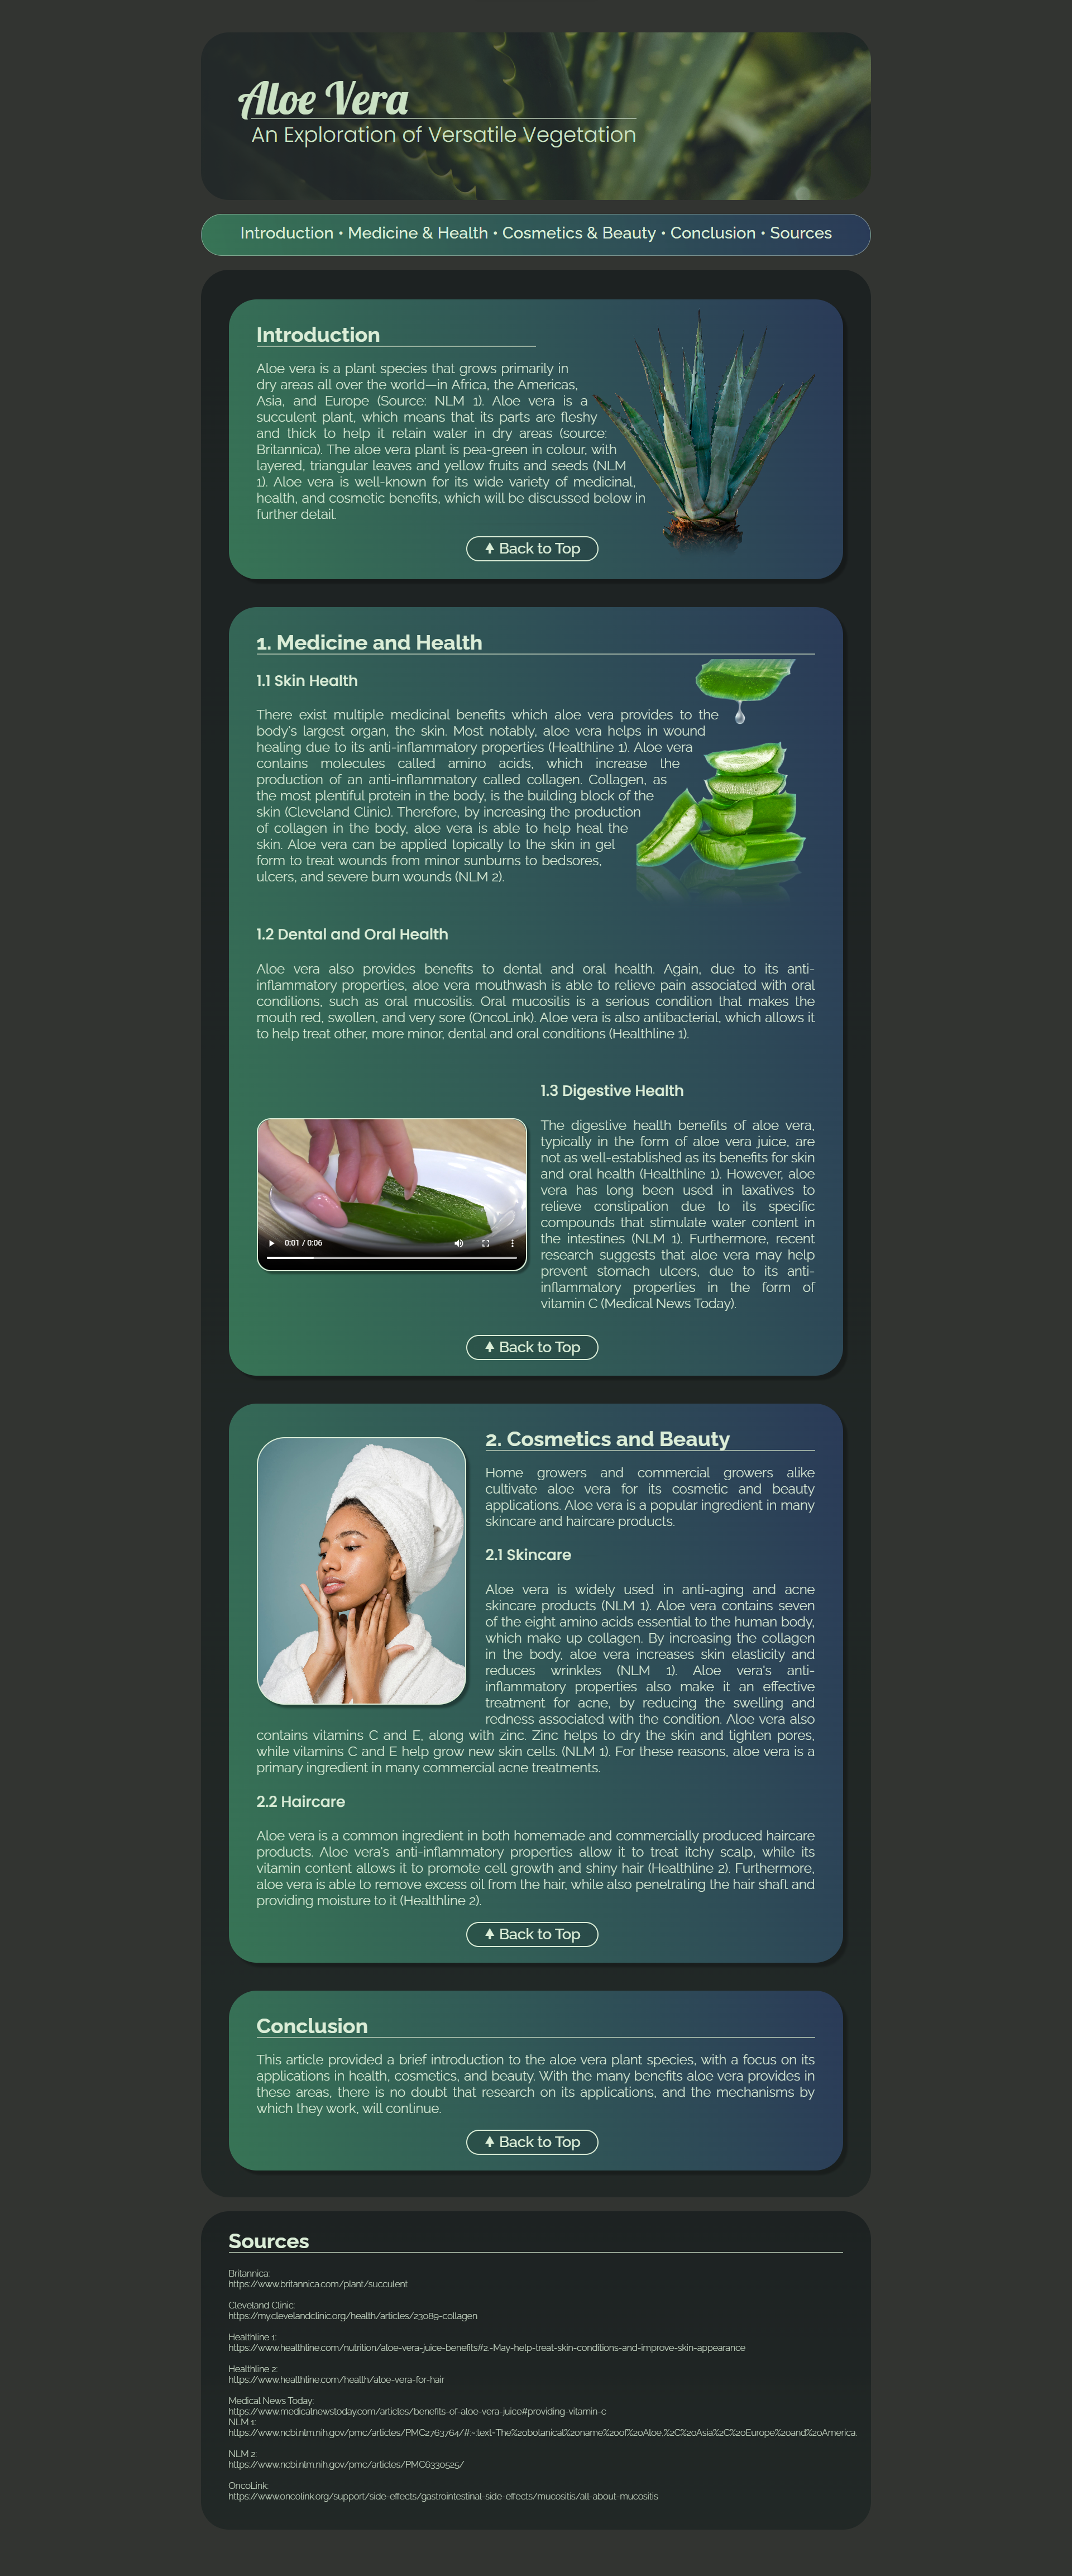 Aloe Vera
An Exploration of Versatile Vegetation
Introduction • Medicine & Health • Cosmetics & Beauty • Conclusion • Sources
Introduction
Aloe vera is a plant species that grows primarily in
dry areas all over the world—in Africa, the Americas,
Asia, and Europe (Source: NLM 1). Aloe vera is a
succulent plant, which means that its parts are fleshy
and thick to help it retain water in dry areas (source:
Britannica). The aloe vera plant is pea-green in colour, with
layered, triangular leaves and yellow fruits and seeds (NLM
1). Aloe vera is well-known for its wide variety of medicinal,
health, and cosmetic benefits, which will be discussed below in
further detail.
Back to Top
1. Medicine and Health
1.1 Skin Health
There exist multiple medicinal benefits which aloe vera provides to the
body's largest organ, the skin. Most notably, aloe vera helps in wound
healing due to its anti-inflammatory properties (Healthline 1). Aloe vera
contains molecules called amino acids, which increase the
production of an anti-inflammatory called collagen. Collagen, as
the most plentiful protein in the body, is the building block of the
skin (Cleveland Clinic). Therefore, by increasing the production
of collagen in the body, aloe vera is able to help heal the
skin. Aloe vera can be applied topically to the skin in gel
form to treat wounds from minor sunburns to bedsores,
ulcers, and severe burn wounds (NLM 2).
1.2 Dental and Oral Health
Aloe vera also provides benefits to dental and oral health. Again, due to its anti-
inflammatory properties, aloe vera mouthwash is able to relieve pain associated with oral
conditions, such as oral mucositis. Oral mucositis is a serious condition that makes the
mouth red, swollen, and very sore (OncoLink). Aloe vera is also antibacterial, which allows it
to help treat other, more minor, dental and oral conditions (Healthline 1).
1.3 Digestive Health
The digestive health benefits of aloe vera,
typically in the form of aloe vera juice, are
not as well-established as its benefits for skin
and oral health (Healthline 1). However, aloe
vera has long been used in laxatives to
relieve constipation due to its specific
compounds that stimulate water content in
the intestines (NLM 1). Furthermore, recent
research suggests that aloe vera may help
prevent stomach ulcers, due to its anti-
inflammatory properties in the form of
vitamin C (Medical News Today).
0:01 / 0:06
Back to Top
2. Cosmetics and Beauty
Home growers and commercial growers alike
cultivate aloe vera for its cosmetic and beauty
applications. Aloe vera is a popular ingredient in many
skincare and haircare products.
2.1 Skincare
Aloe vera is widely used in anti-aging and acne
skincare products (NLM 1). Aloe vera contains seven
of the eight amino acids essential to the human body,
which make up collagen. By increasing the collagen
in the body, aloe vera increases skin elasticity and
reduces wrinkles (NLM 1). Aloe vera's anti-
inflammatory properties also make it an effective
treatment for acne, by reducing the swelling and
redness associated with the condition. Aloe vera also
contains vitamins C and E, along with zinc. Zinc helps to dry the skin and tighten pores,
while vitamins C and E help grow new skin cells. (NLM 1). For these reasons, aloe vera is a
primary ingredient in many commercial acne treatments.
2.2 Haircare
Aloe vera is a common ingredient in both homemade and commercially produced haircare
products. Aloe vera's anti-inflammatory properties allow it to treat itchy scalp, while its
vitamin content allows it to promote cell growth and shiny hair (Healthline 2). Furthermore,
aloe vera is able to remove excess oil from the hair, while also penetrating the hair shaft and
providing moisture to it (Healthline 2).
Back to Top
Conclusion
This article provided a brief introduction to the aloe vera plant species, with a focus on its
applications in health, cosmetics, and beauty. With the many benefits aloe vera provides in
these areas, there is no doubt that research on its applications, and the mechanisms by
which they work, will continue.
Back to Top
Sources
Britannica:
https://www.britannica.com/plant/succulent
Cleveland Clinic:
https://my.clevelandclinic.org/health/articles/23089-collagen
Healthline 1:
https://www.healthline.com/nutrition/aloe-vera-juice-benefits#2.-May-help-treat-skin-conditions-and-improve-skin-appearance
Healthline 2:
https://www.healthline.com/health/aloe-vera-for-hair
Medical News Today:
https://www.medicalnewstoday.com/articles/benefits-of-aloe-vera-juice#providing-vitamin-c
NLM 1:
https://www.ncbi.nlm.nih.gov/pmc/articles/PMC2763764/#:~:text=The%20botanical%20name%20of%20Aloe,%2C%20Asia%2C%20Europe%20and%20America.
NLM 2:
https://www.ncbi.nlm.nih.gov/pmc/articles/PMC6330525/
OncoLink:
https://www.oncolink.org/support/side-effects/gastrointestinal-side-effects/mucositis/all-about-mucositis